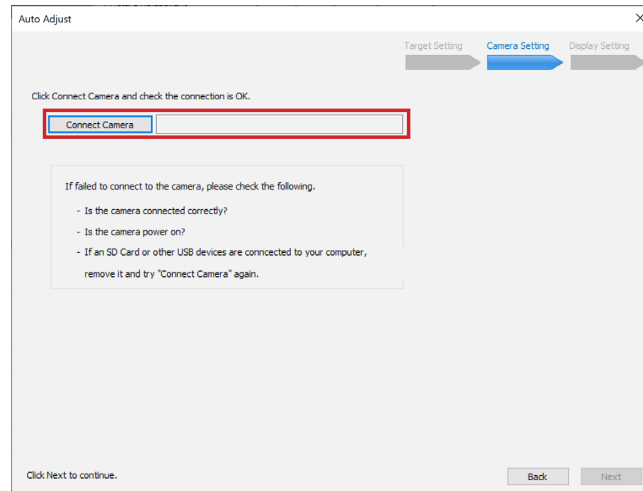 Auto Adjust
Target Setting Camera Setting Display Setting
Click Connect Camera and check the connection is OK.
Connect Camera
If failed to connect to the camera, please check the following.
- Is the camera connected correctly?
- Is the camera power on?
- If an SD Card or other USB devices are conncected to your computer,
remove it and try "Connect Camera" again.
Click Next to continue.
Back Next